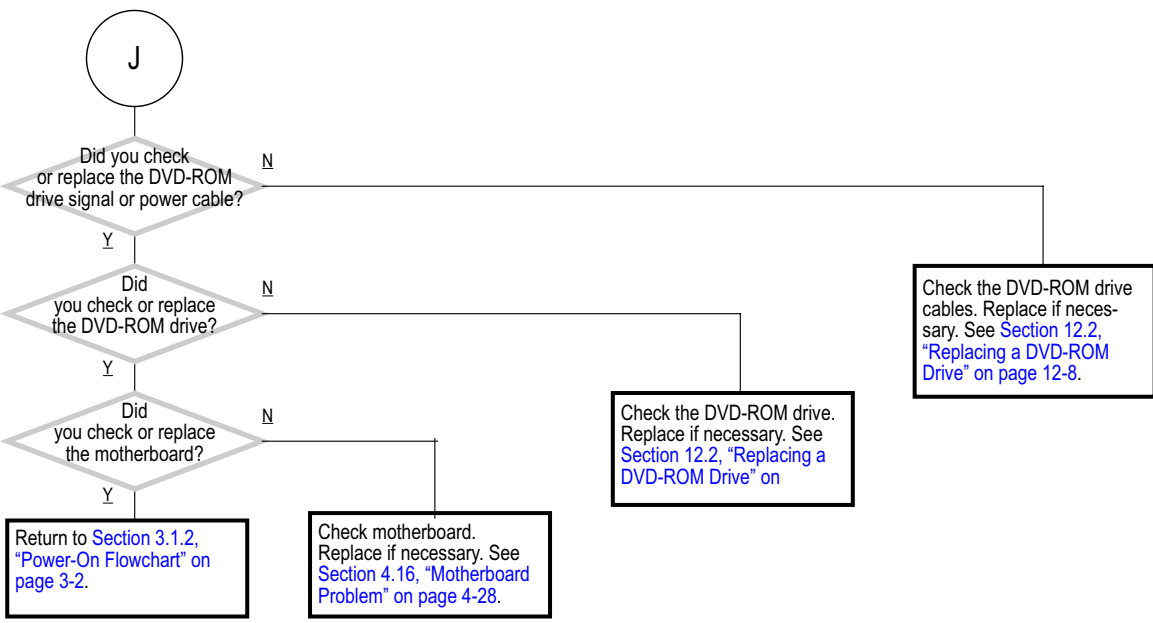 J
Did you check
or replace the DVD-ROM
drive signal or power cable?
N
Y
Did
you check or replace
the DVD-ROM drive?
N
Y
Did
you check or replace
the motherboard?
N
Y
Check the DVD-ROM drive
cables. Replace if neces-
sary. See Section 12.2,
“Replacing a DVD-ROM
Drive” on page 12-8.
Check the DVD-ROM drive.
Replace if necessary. See
Section 12.2, “Replacing a
DVD-ROM Drive” on
Check motherboard.
Replace if necessary. See
Section 4.16, “Motherboard
Problem” on page 4-28.
Return to Section 3.1.2,
“Power-On Flowchart” on
page 3-2.